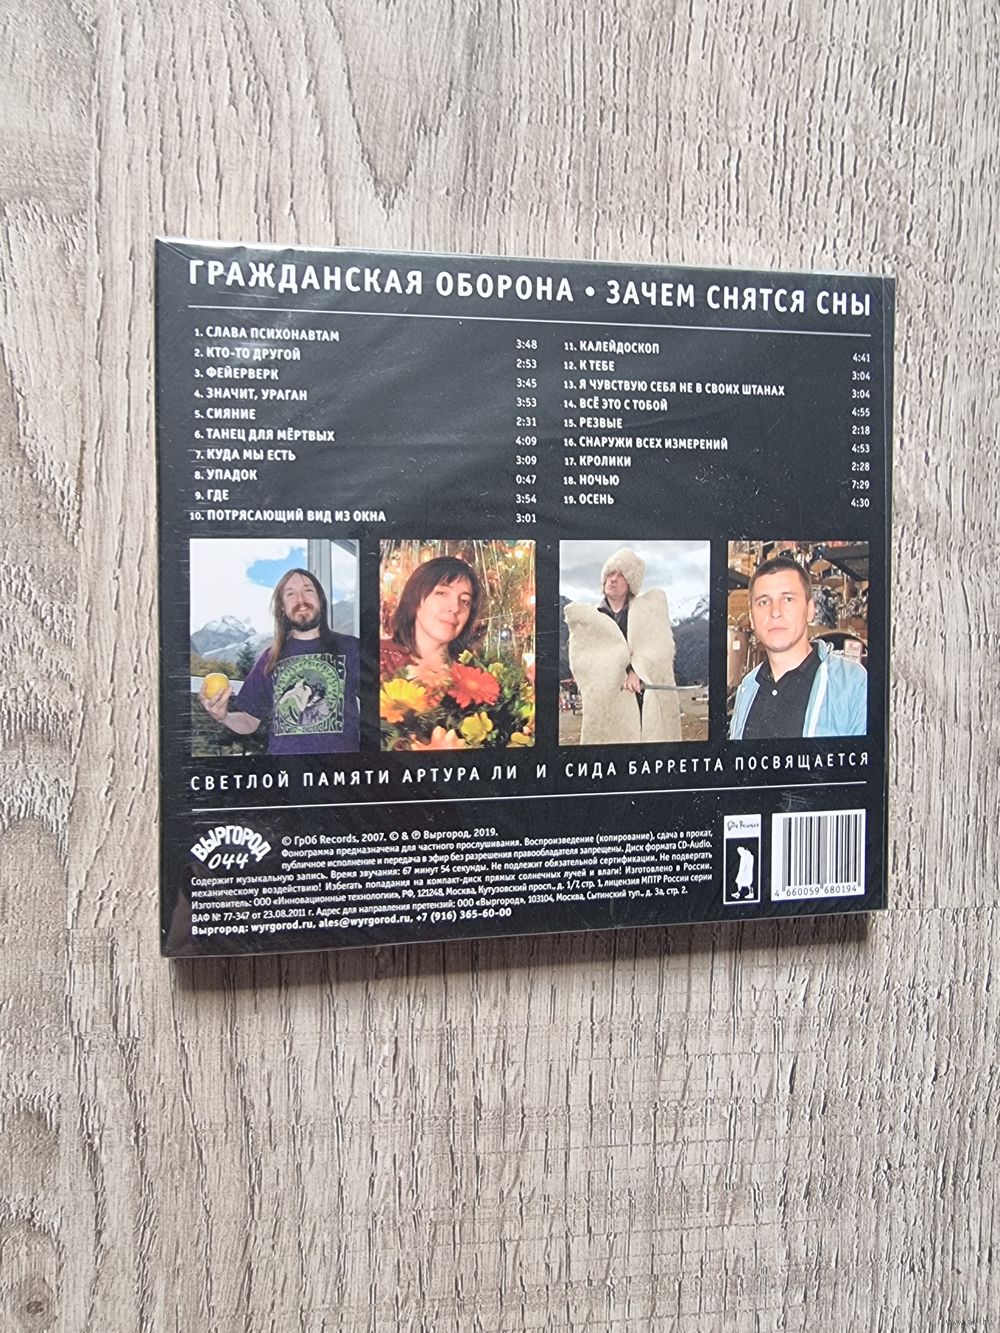 ГРАЖДАНСКАЯ ОБОРОНА • ЗАЧЕМ СНЯТСЯ СНЫ
1. СЛАВА ПСИХОНАВТАМ 3:48
2. КТО-ТО ДРУГОЙ 2:53
3. ФЕЙЕРВЕРК 3:45
4. ЗНАЧИТ, УРАГАН 3:53
5. СИЯНИЕ 2:31
6. ТАНЕЦ ДЛЯ МЁРТВЫХ 4:09
7. КУДА МЫ ЕСТЬ 3:09
8. УПАДОК 0:47
9. ГДЕ 3:54
10. ПОТРЯСАЮЩИЙ ВИД ИЗ ОКНА 3:01
11. КАЛЕЙДОСКОП 4:41
12. К ТЕБЕ 3:04
13. Я ЧУВСТВУЮ СЕБЯ НЕ В СВОИХ ШТАНАХ 3:04
14. ВСЁ ЭТО С ТОБОЙ 4:55
15. РЕЗВЫЕ 2:18
16. СНАРУЖИ ВСЕХ ИЗМЕРЕНИЙ 4:53
17. КРОЛИКИ 2:28
18. НОЧЬЮ 7:29
19. ОСЕНЬ 4:30
СВЕТЛОЙ ПАМЯТИ АРТУРА ЛИ И СИДА БАРРЕТТА ПОСВЯЩАЕТСЯ
ВЫРГОРОД
044
© ГрОб Records, 2007. © & ℗ Выргород, 2019.
Фонограмма предназначена для частного прослушивания. Воспроизведение (копирование), сдача в прокат,
публичное исполнение и передача в эфир без разрешения правообладателя запрещены. Диск формата CD-Audio.
Содержит музыкальную запись. Время звучания: 67 минут 54 секунды. Не подлежит обязательной сертификации. Не подвергать
механическому воздействию! Избегать попадания на компакт-диск прямых солнечных лучей и влаги! Изготовлено в России.
Изготовитель: ООО «Инновационные технологии», РФ, 121248, Москва, Кутузовский просп., д. 1/7, стр. 1, лицензия МПТР России серии
ВАФ № 77-347 от 23.08.2011 г. Адрес для направления претензий: ООО «Выргород», 103104, Москва, Сытинский туп., д. 3а, стр. 2.
Выргород: wyrgorod.ru, ales@wyrgorod.ru, +7 (916) 365-60-00
ГрОб Records
4 660059 680194